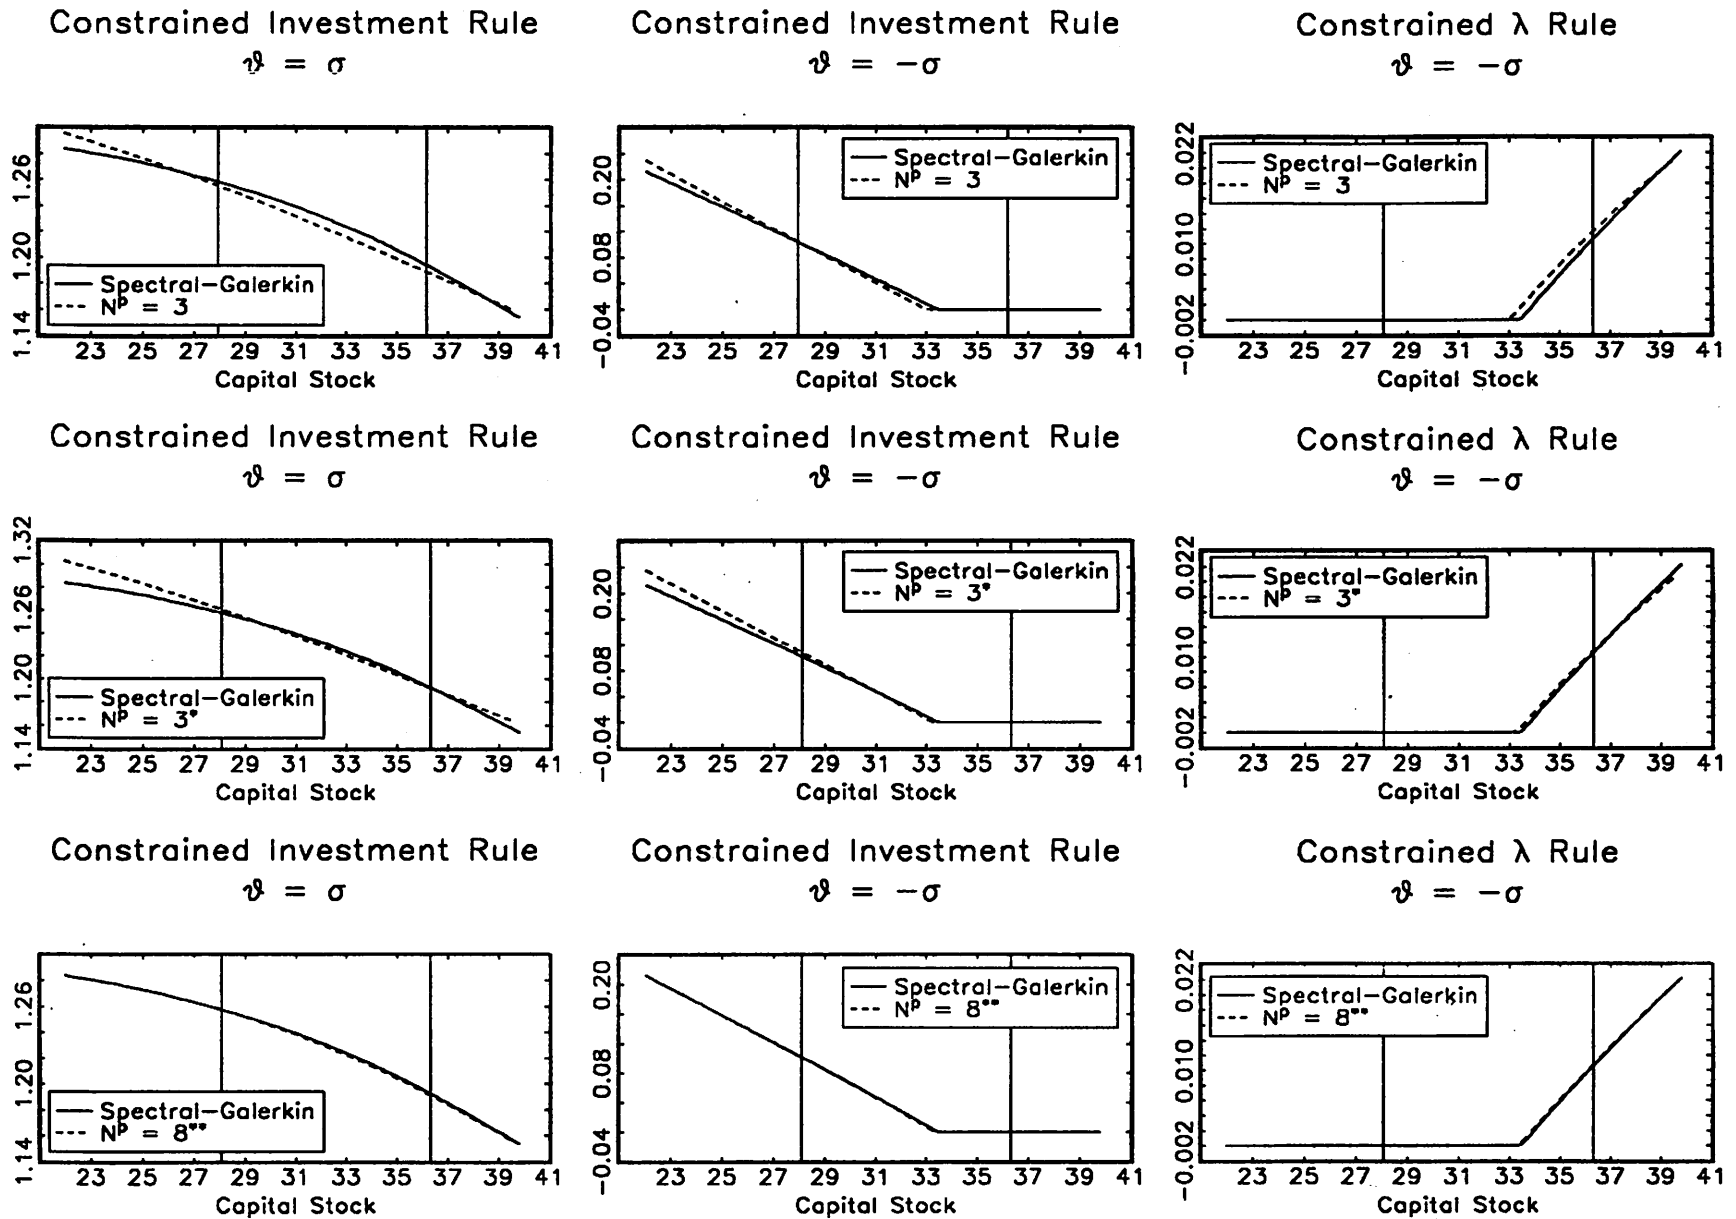 Constrained Investment Rule
ϑ = σ
1.26
1.20
1.14
Spectral-Galerkin
Nᵖ = 3
23 25 27 29 31 33 35 37 39 41
Capital Stock
Constrained Investment Rule
ϑ = −σ
0.20
0.08
−0.04
Spectral-Galerkin
Nᵖ = 3
23 25 27 29 31 33 35 37 39 41
Capital Stock
Constrained λ Rule
ϑ = −σ
0.022
0.010
−0.002
Spectral-Galerkin
Nᵖ = 3
23 25 27 29 31 33 35 37 39 41
Capital Stock
Constrained Investment Rule
ϑ = σ
1.32
1.26
1.20
1.14
Spectral-Galerkin
Nᵖ = 3*
23 25 27 29 31 33 35 37 39 41
Capital Stock
Constrained Investment Rule
ϑ = −σ
0.20
0.08
−0.04
Spectral-Galerkin
Nᵖ = 3*
23 25 27 29 31 33 35 37 39 41
Capital Stock
Constrained λ Rule
ϑ = −σ
0.022
0.010
−0.002
Spectral-Galerkin
Nᵖ = 3*
23 25 27 29 31 33 35 37 39 41
Capital Stock
Constrained Investment Rule
ϑ = σ
1.26
1.20
1.14
Spectral-Galerkin
Nᵖ = 8**
23 25 27 29 31 33 35 37 39 41
Capital Stock
Constrained Investment Rule
ϑ = −σ
0.20
0.08
−0.04
Spectral-Galerkin
Nᵖ = 8**
23 25 27 29 31 33 35 37 39 41
Capital Stock
Constrained λ Rule
ϑ = −σ
0.022
0.010
−0.002
Spectral-Galerkin
Nᵖ = 8**
23 25 27 29 31 33 35 37 39 41
Capital Stock